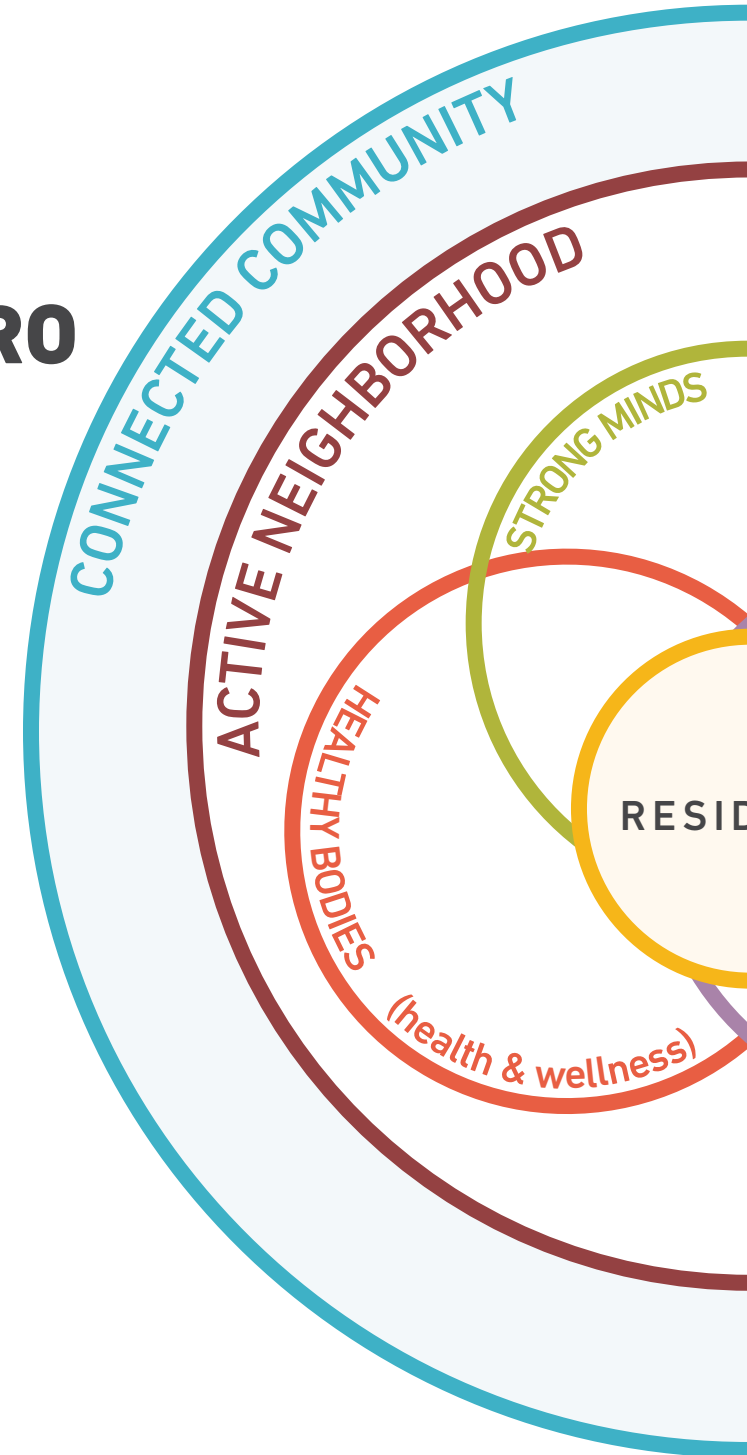 CONNECTED COMMUNITY
ACTIVE NEIGHBORHOOD
RO
STRONG MINDS
HEALTHY BODIES
RESID
(health & wellness)